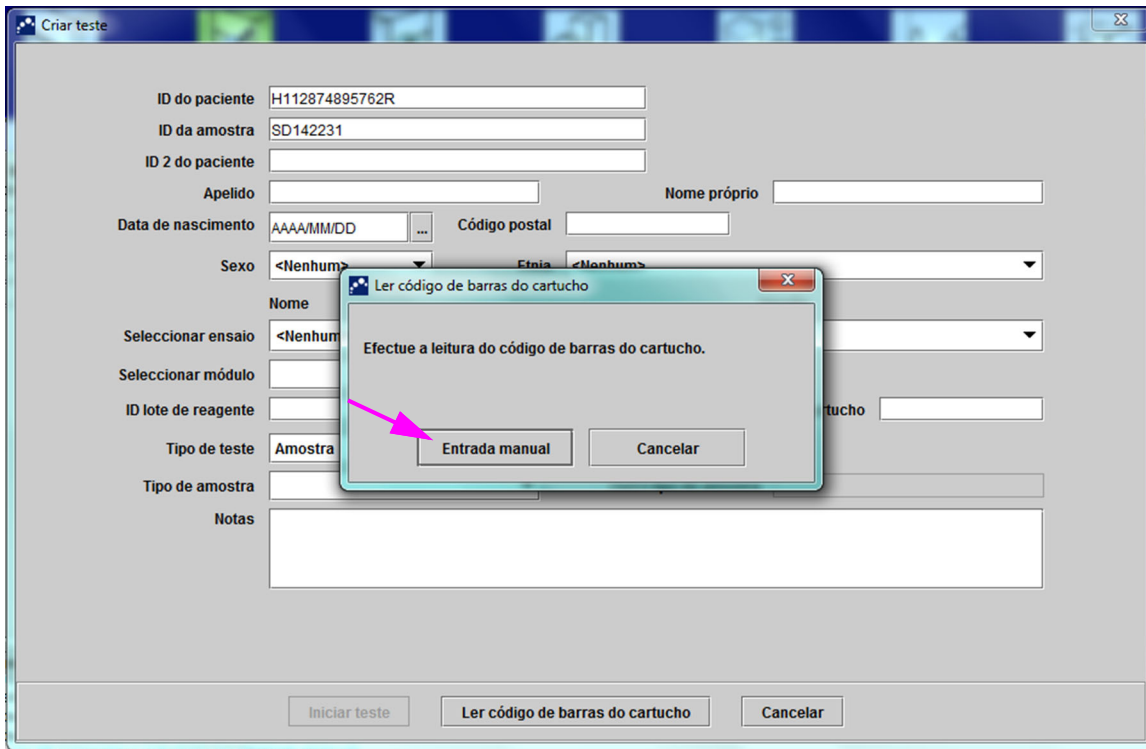 Criar teste
ID do paciente H112874895762R
ID da amostra SD142231
ID 2 do paciente
Apelido Nome próprio
Data de nascimento AAAA/MM/DD ... Código postal
Sexo <Nenhum> Etnia <Nenhum>
Ler código de barras do cartucho
Nome
Seleccionar ensaio <Nenhum
Efectue a leitura do código de barras do cartucho.
Seleccionar módulo
ID lote de reagente
Tipo de teste Amostra
Entrada manual Cancelar
Tipo de amostra
Notas
Iniciar teste Ler código de barras do cartucho Cancelar